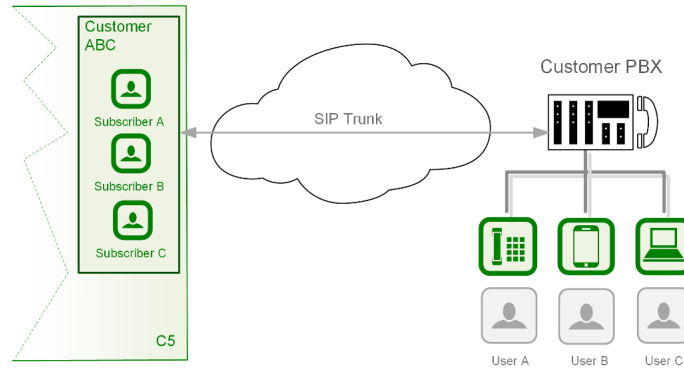 Customer
ABC
Subscriber A
Subscriber B
Subscriber C
C5
SIP Trunk
Customer PBX
User A
User B
User C